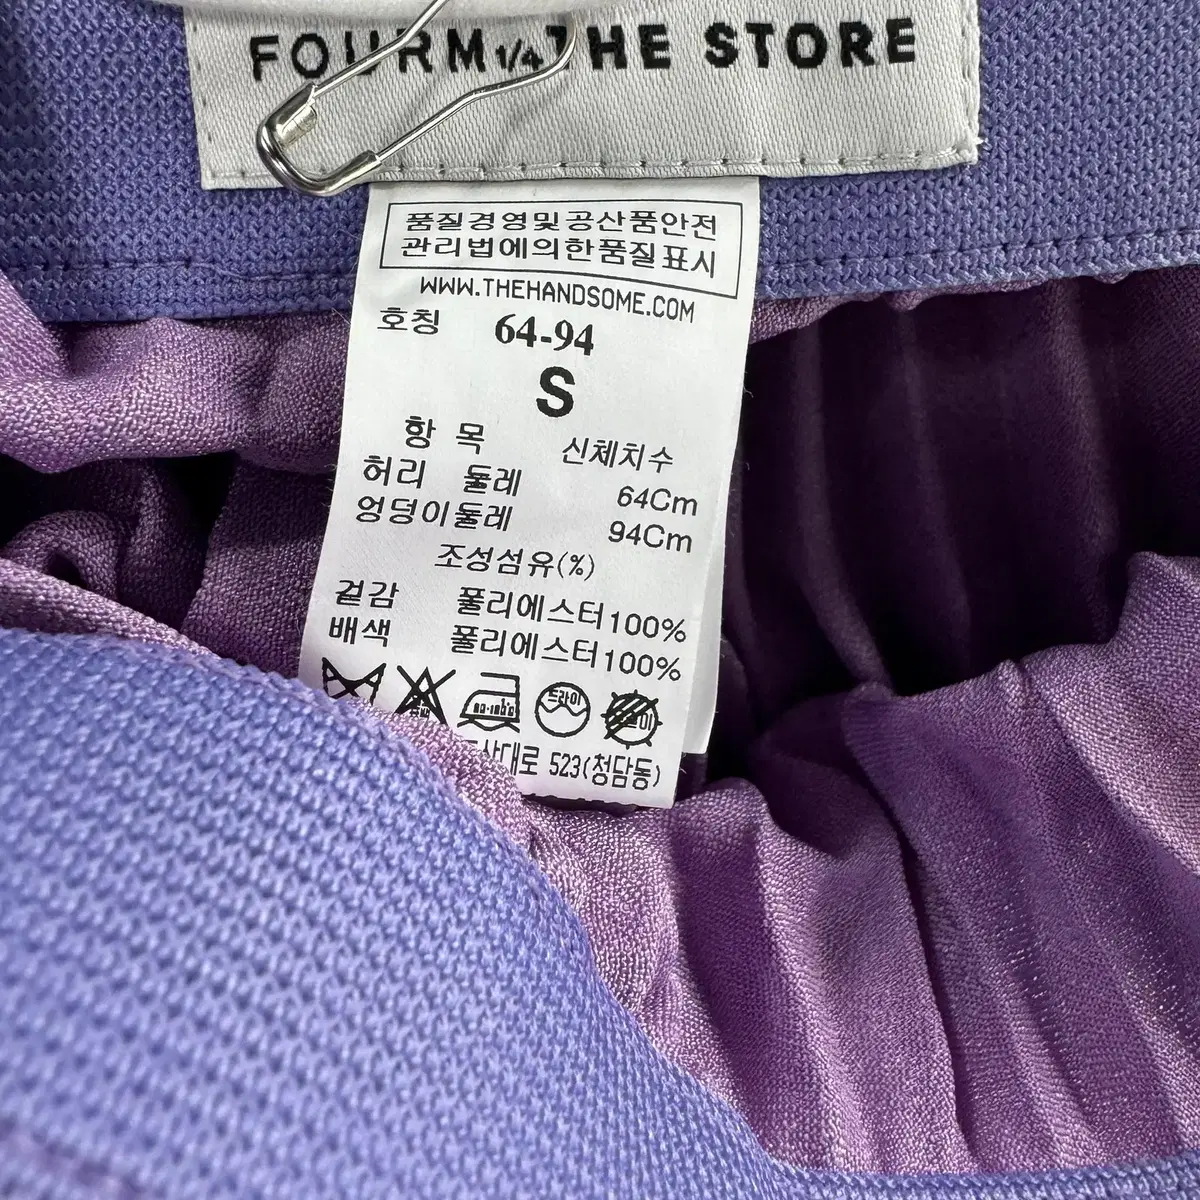 FOURM 1/4 THE STORE
품질경영및공산품안전
관리법에의한품질표시
WWW.THEHANDSOME.COM
호칭 64-94
S
항 목 신체치수
허리 둘레 64Cm
엉덩이둘레 94Cm
조성섬유(%)
겉감 폴리에스터100%
배색 폴리에스터100%
드라이
산대로 523(청담동)